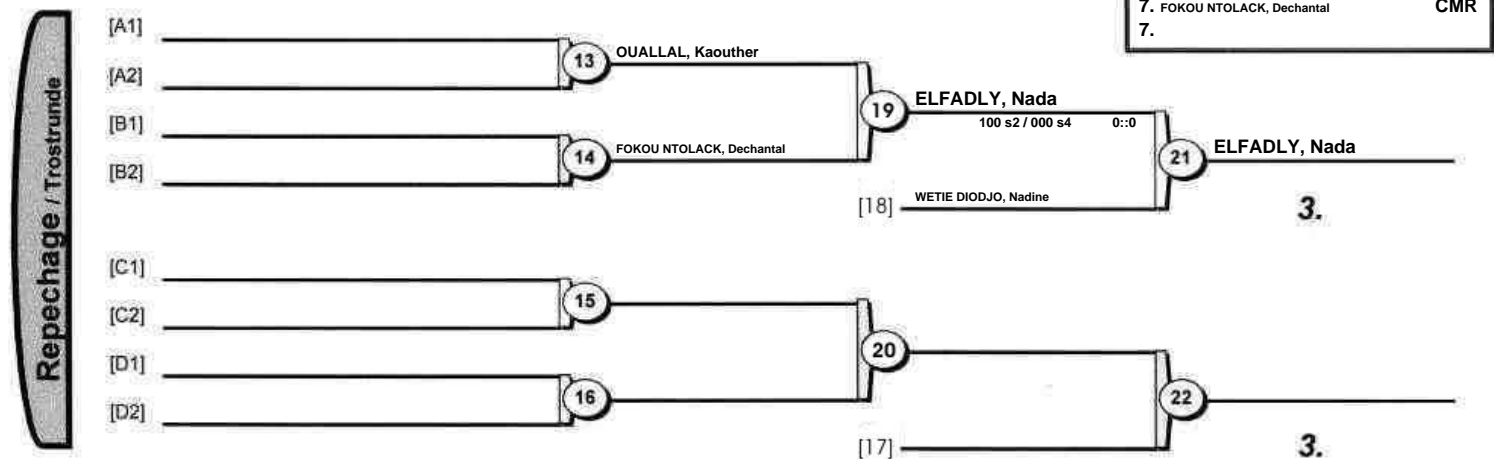 7. FOKOU NTOLACK, Dechantal CMR
7.
Repechage / Trostrunde
[A1]
[A2]
13 OUALLAL, Kaouther
[B1]
[B2]
14 FOKOU NTOLACK, Dechantal
19 ELFADLY, Nada
100 s2 / 000 s4 0::0
[18] WETIE DIODJO, Nadine
21 ELFADLY, Nada
3.
[C1]
[C2]
15
[D1]
[D2]
16
20
[17]
22
3.